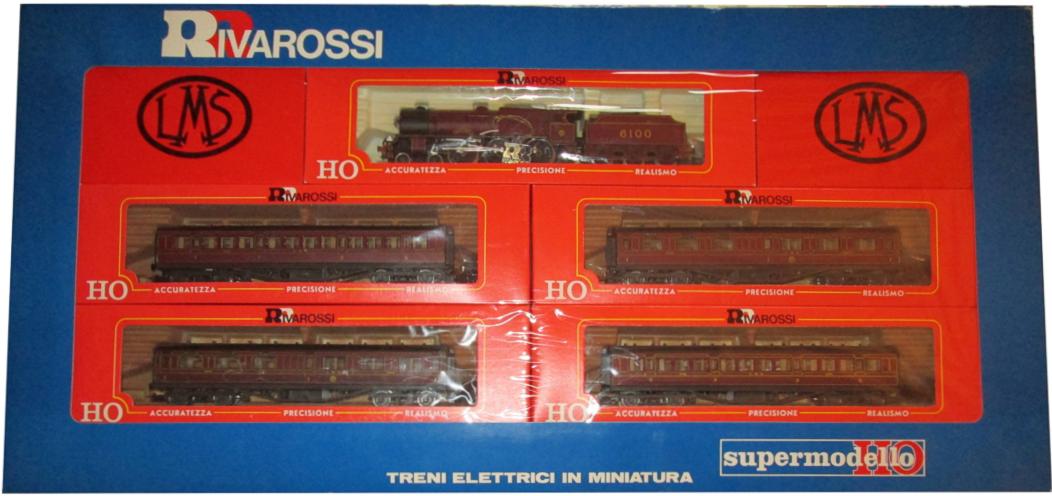 RIVAROSSI
LMS
RIVAROSSI
LMS
6100
HO ACCURATEZZA PRECISIONE REALISMO
RIVAROSSI
RIVAROSSI
HO ACCURATEZZA PRECISIONE REALISMO
HO ACCURATEZZA PRECISIONE REALISMO
RIVAROSSI
RIVAROSSI
HO ACCURATEZZA PRECISIONE REALISMO
HO ACCURATEZZA PRECISIONE REALISMO
supermodello HO
TRENI ELETTRICI IN MINIATURA